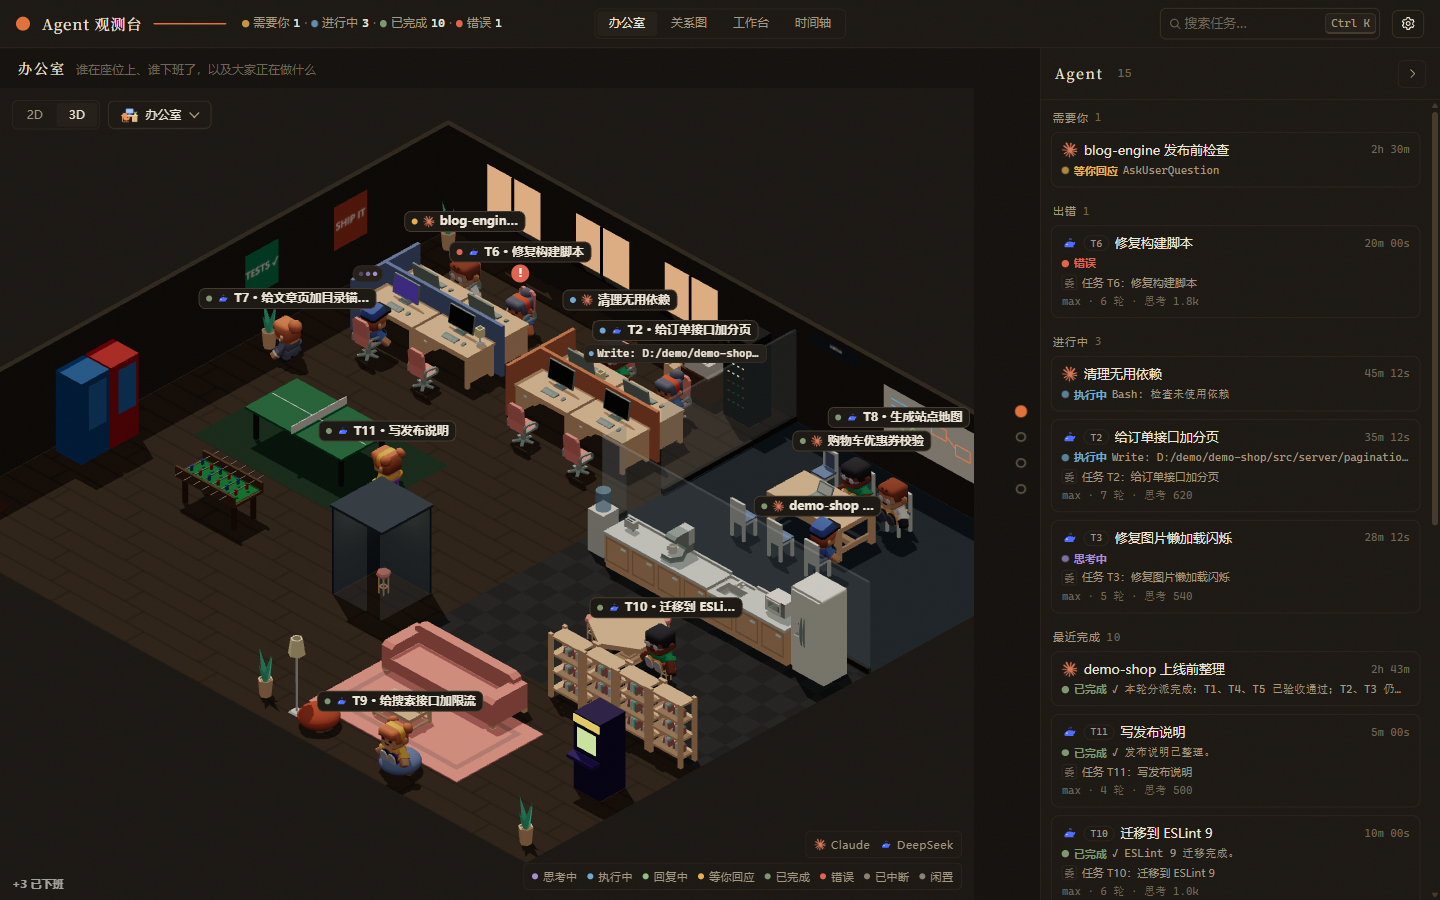 Agent 观测台
需要你 1 · 进行中 3 · 已完成 10 · 错误 1
办公室 关系图 工作台 时间轴
搜索任务… Ctrl K
办公室 谁在座位上、谁下班了，以及大家正在做什么
2D 3D 办公室
SHIP IT
TESTS ✓
blog-engin…
T6 • 修复构建脚本
!
T7 • 给文章页加目录锚…
清理无用依赖
T2 • 给订单接口加分页
Write: D:/demo/demo-shop…
T11 • 写发布说明
T8 • 生成站点地图
购物车优惠券校验
demo-shop …
T10 • 迁移到 ESLi…
T9 • 给搜索接口加限流
Claude DeepSeek
思考中 执行中 回复中 等你回应 已完成 错误 已中断 闲置
+3 已下班
Agent 15
需要你 1
blog-engine 发布前检查 2h 30m
等你回应 AskUserQuestion
出错 1
T6 修复构建脚本 20m 00s
错误
委 任务 T6: 修复构建脚本
max · 6 轮 · 思考 1.8k
进行中 3
清理无用依赖 45m 12s
执行中 Bash: 检查未使用依赖
T2 给订单接口加分页 35m 12s
执行中 Write: D:/demo/demo-shop/src/server/paginatio…
委 任务 T2: 给订单接口加分页
max · 7 轮 · 思考 620
T3 修复图片懒加载闪烁 28m 12s
思考中
委 任务 T3: 修复图片懒加载闪烁
max · 5 轮 · 思考 540
最近完成 10
demo-shop 上线前整理 2h 43m
已完成 ✓ 本轮分派完成: T1、T4、T5 已验收通过; T2、T3 仍…
T11 写发布说明 5m 00s
已完成 ✓ 发布说明已整理。
委 任务 T11: 写发布说明
max · 4 轮 · 思考 500
T10 迁移到 ESLint 9 10m 00s
已完成 ✓ ESLint 9 迁移完成。
委 任务 T10: 迁移到 ESLint 9
max · 6 轮 · 思考 1.0k